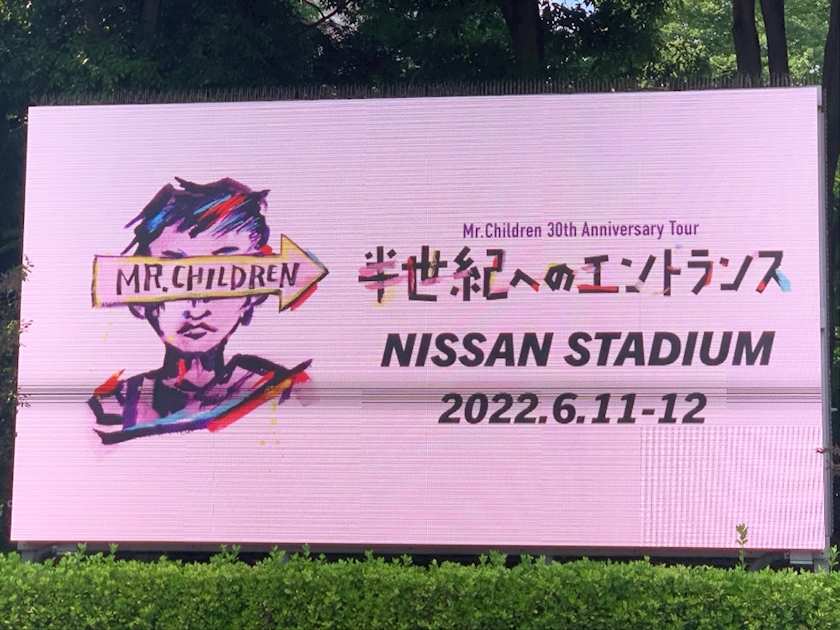 MR.CHILDREN
Mr.Children 30th Anniversary Tour
半世紀へのエントランス
NISSAN STADIUM
2022.6.11-12